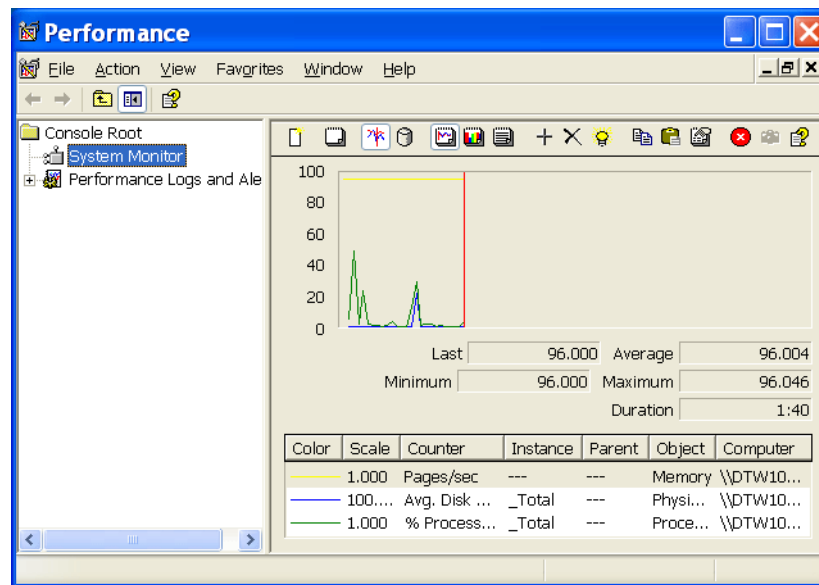 Performance
File Action View Favorites Window Help
Console Root
System Monitor
Performance Logs and Ale
100
80
60
40
20
0
Last 96.000 Average 96.004
Minimum 96.000 Maximum 96.046
Duration 1:40
Color Scale Counter Instance Parent Object Computer
1.000 Pages/sec --- --- Memory \\DTW10...
100.... Avg. Disk ... _Total --- Physi... \\DTW10...
1.000 % Process... _Total --- Proce... \\DTW10...